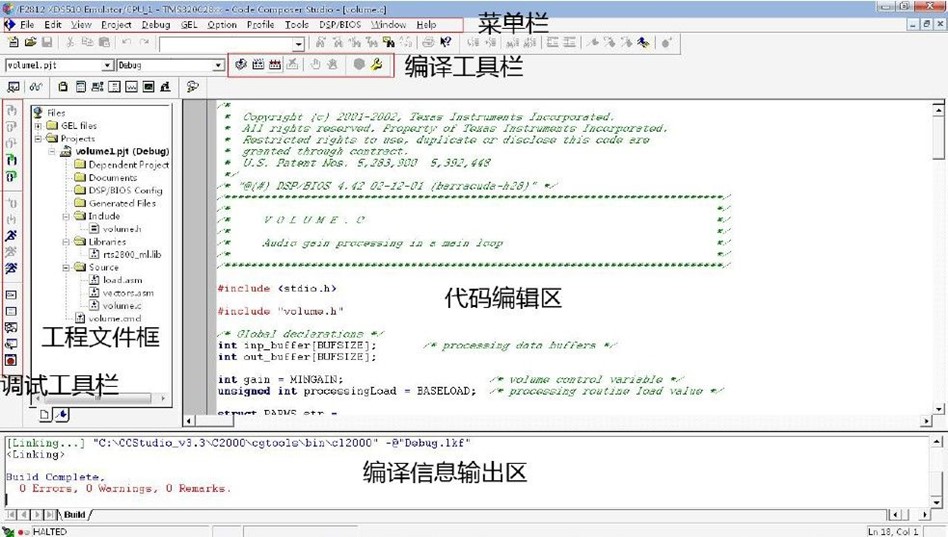 /F2812 XDS510 Emulator/CPU_1 - TMS320C28xx - Code Composer Studio - [volume.c]
File Edit View Project Debug GEL Option Profile Tools DSP/BIOS Window Help
菜单栏
volume1.pjt Debug
编译工具栏
Files
GEL files
Projects
volume1.pjt (Debug)
Dependent Project
Documents
DSP/BIOS Config
Generated Files
Include
volume.h
Libraries
rts2800_ml.lib
Source
load.asm
vectors.asm
volume.c
volume.cmd
工程文件框
调试工具栏
/*
* Copyright (c) 2001-2002, Texas Instruments Incorporated.
* All rights reserved. Property of Texas Instruments Incorporated.
* Restricted rights to use, duplicate or disclose this code are
* granted through contract.
* U.S. Patent Nos. 5,283,900 5,392,448
*/
/* "@(#) DSP/BIOS 4.42 02-12-01 (barracuda-h28)" */
/* V O L U M E . C */
/* Audio gain processing in a main loop */
#include <stdio.h>
#include "volume.h"
代码编辑区
/* Global declarations */
int inp_buffer[BUFSIZE]; /* processing data buffers */
int out_buffer[BUFSIZE];
int gain = MINGAIN; /* volume control variable */
unsigned int processingLoad = BASELOAD; /* processing routine load value */
struct PARMS str =
[Linking...] "C:\CCStudio_v3.3\C2000\cgtools\bin\cl2000" -@"Debug.lkf"
<Linking>
编译信息输出区
Build Complete,
0 Errors, 0 Warnings, 0 Remarks.
Build
HALTED
Ln 18, Col 1